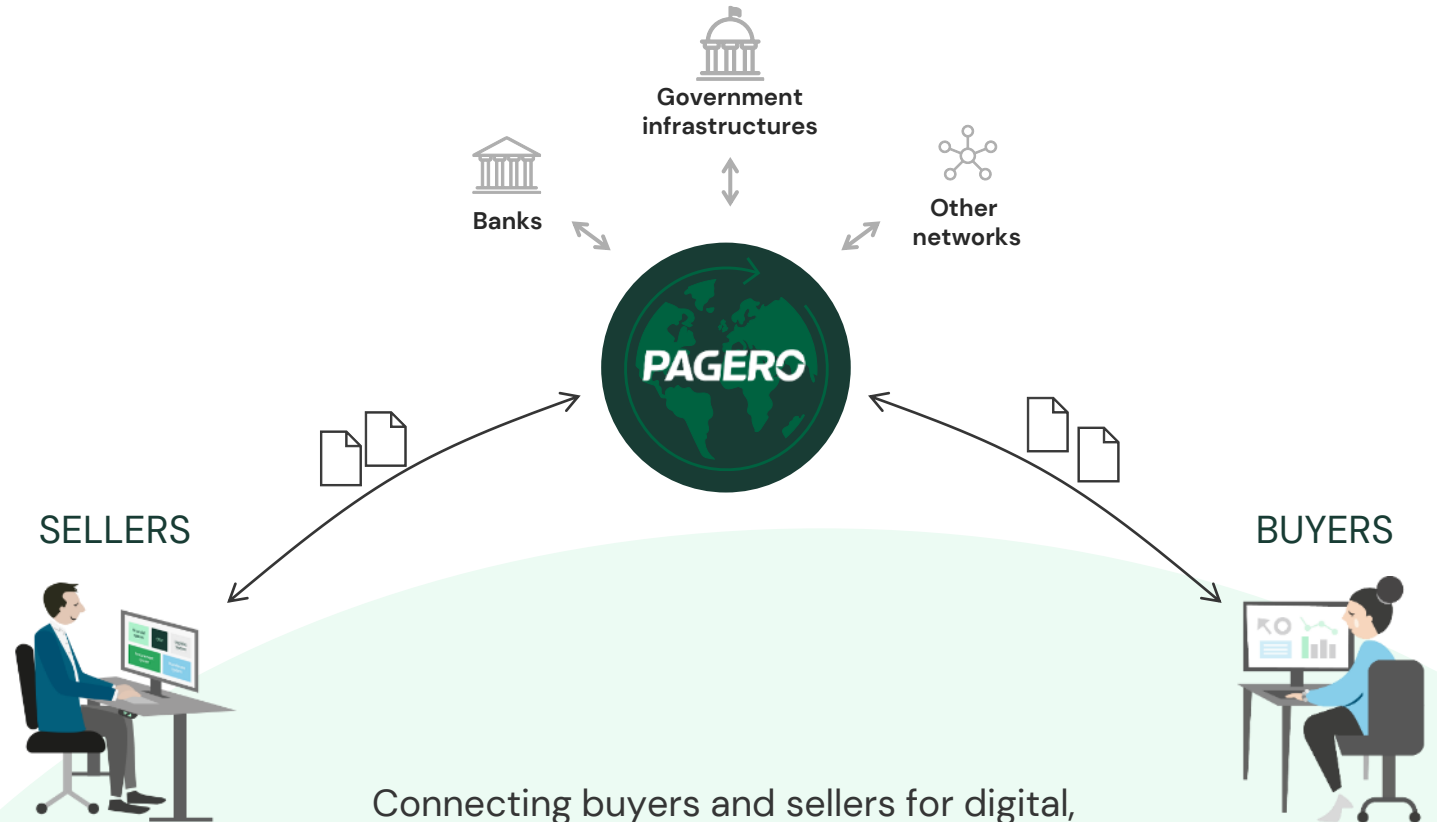 Government
infrastructures
Banks
Other
networks
PAGERO
SELLERS
BUYERS
Connecting buyers and sellers for digital,